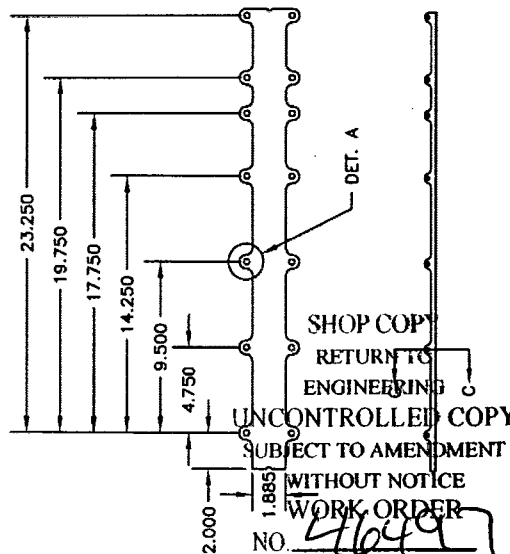 23.250
19.750
17.750
14.250
9.500
4.750
2.000
1.885
DET. A
C C
SHOP COPY
RETURN TO
ENGINEERING
UNCONTROLLED COPY
SUBJECT TO AMENDMENT
WITHOUT NOTICE
WORK ORDER
NO. 46497